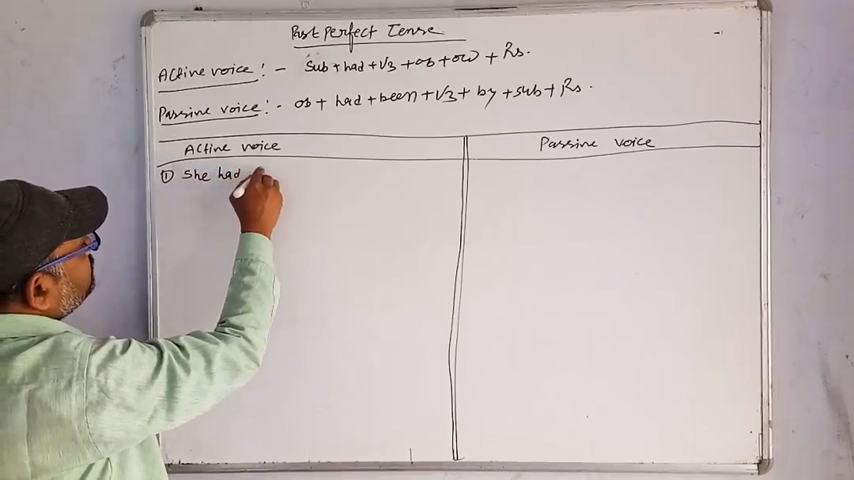 Past Perfect Tense
Active voice :- Sub + had + V3 + ob + ow + Rs.
Passive voice :- ob + had + been + V3 + by + sub + Rs.
Active voice
Passive voice
① She had